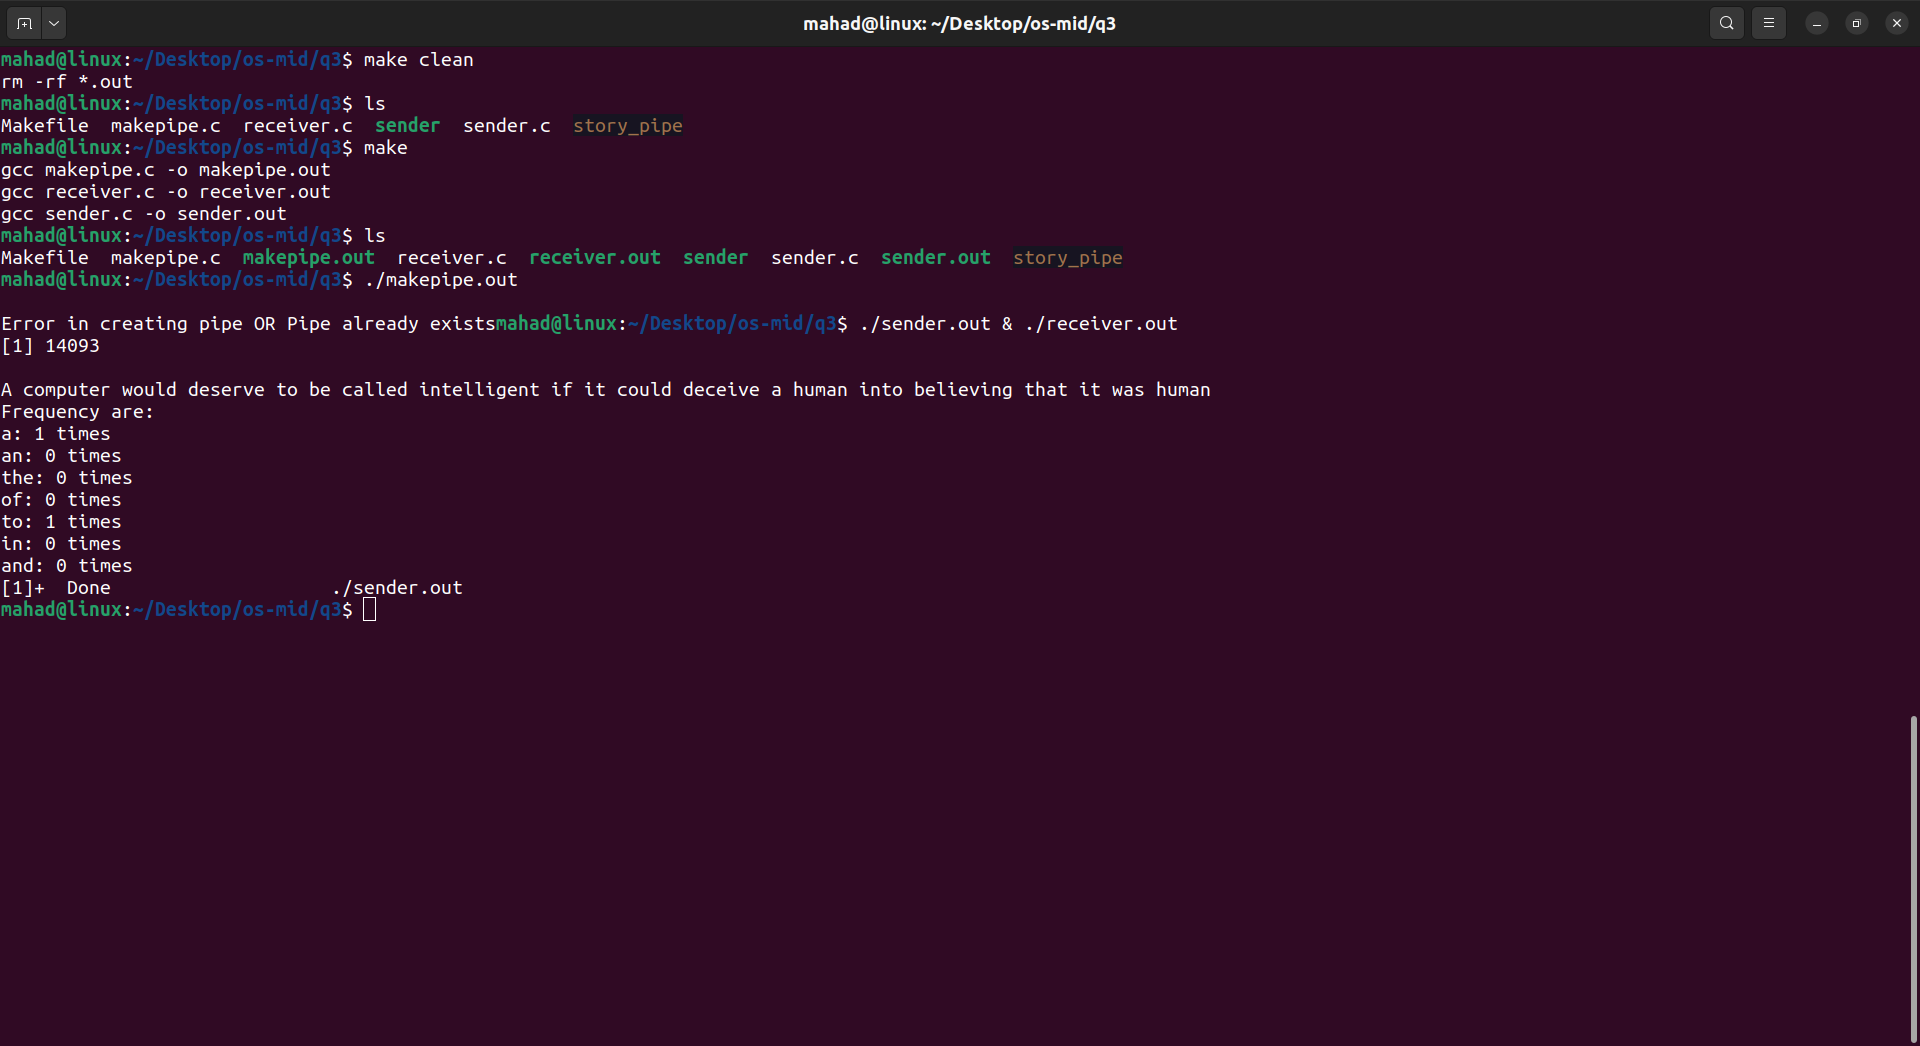 mahad@linux: ~/Desktop/os-mid/q3
mahad@linux:~/Desktop/os-mid/q3$ make clean
rm -rf *.out
mahad@linux:~/Desktop/os-mid/q3$ ls
Makefile  makepipe.c  receiver.c  sender  sender.c  story_pipe
mahad@linux:~/Desktop/os-mid/q3$ make
gcc makepipe.c -o makepipe.out
gcc receiver.c -o receiver.out
gcc sender.c -o sender.out
mahad@linux:~/Desktop/os-mid/q3$ ls
Makefile  makepipe.c  makepipe.out  receiver.c  receiver.out  sender  sender.c  sender.out  story_pipe
mahad@linux:~/Desktop/os-mid/q3$ ./makepipe.out
Error in creating pipe OR Pipe already existsmahad@linux:~/Desktop/os-mid/q3$ ./sender.out & ./receiver.out
[1] 14093
A computer would deserve to be called intelligent if it could deceive a human into believing that it was human
Frequency are:
a: 1 times
an: 0 times
the: 0 times
of: 0 times
to: 1 times
in: 0 times
and: 0 times
[1]+  Done                    ./sender.out
mahad@linux:~/Desktop/os-mid/q3$